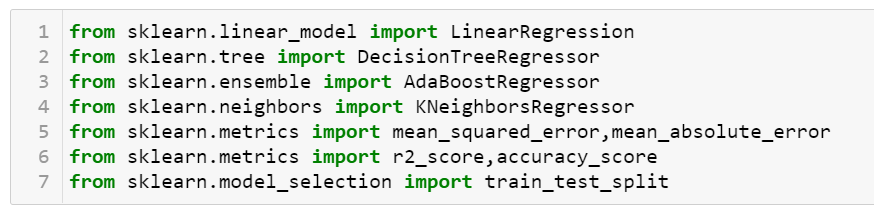 1 from sklearn.linear_model import LinearRegression
2 from sklearn.tree import DecisionTreeRegressor
3 from sklearn.ensemble import AdaBoostRegressor
4 from sklearn.neighbors import KNeighborsRegressor
5 from sklearn.metrics import mean_squared_error,mean_absolute_error
6 from sklearn.metrics import r2_score,accuracy_score
7 from sklearn.model_selection import train_test_split